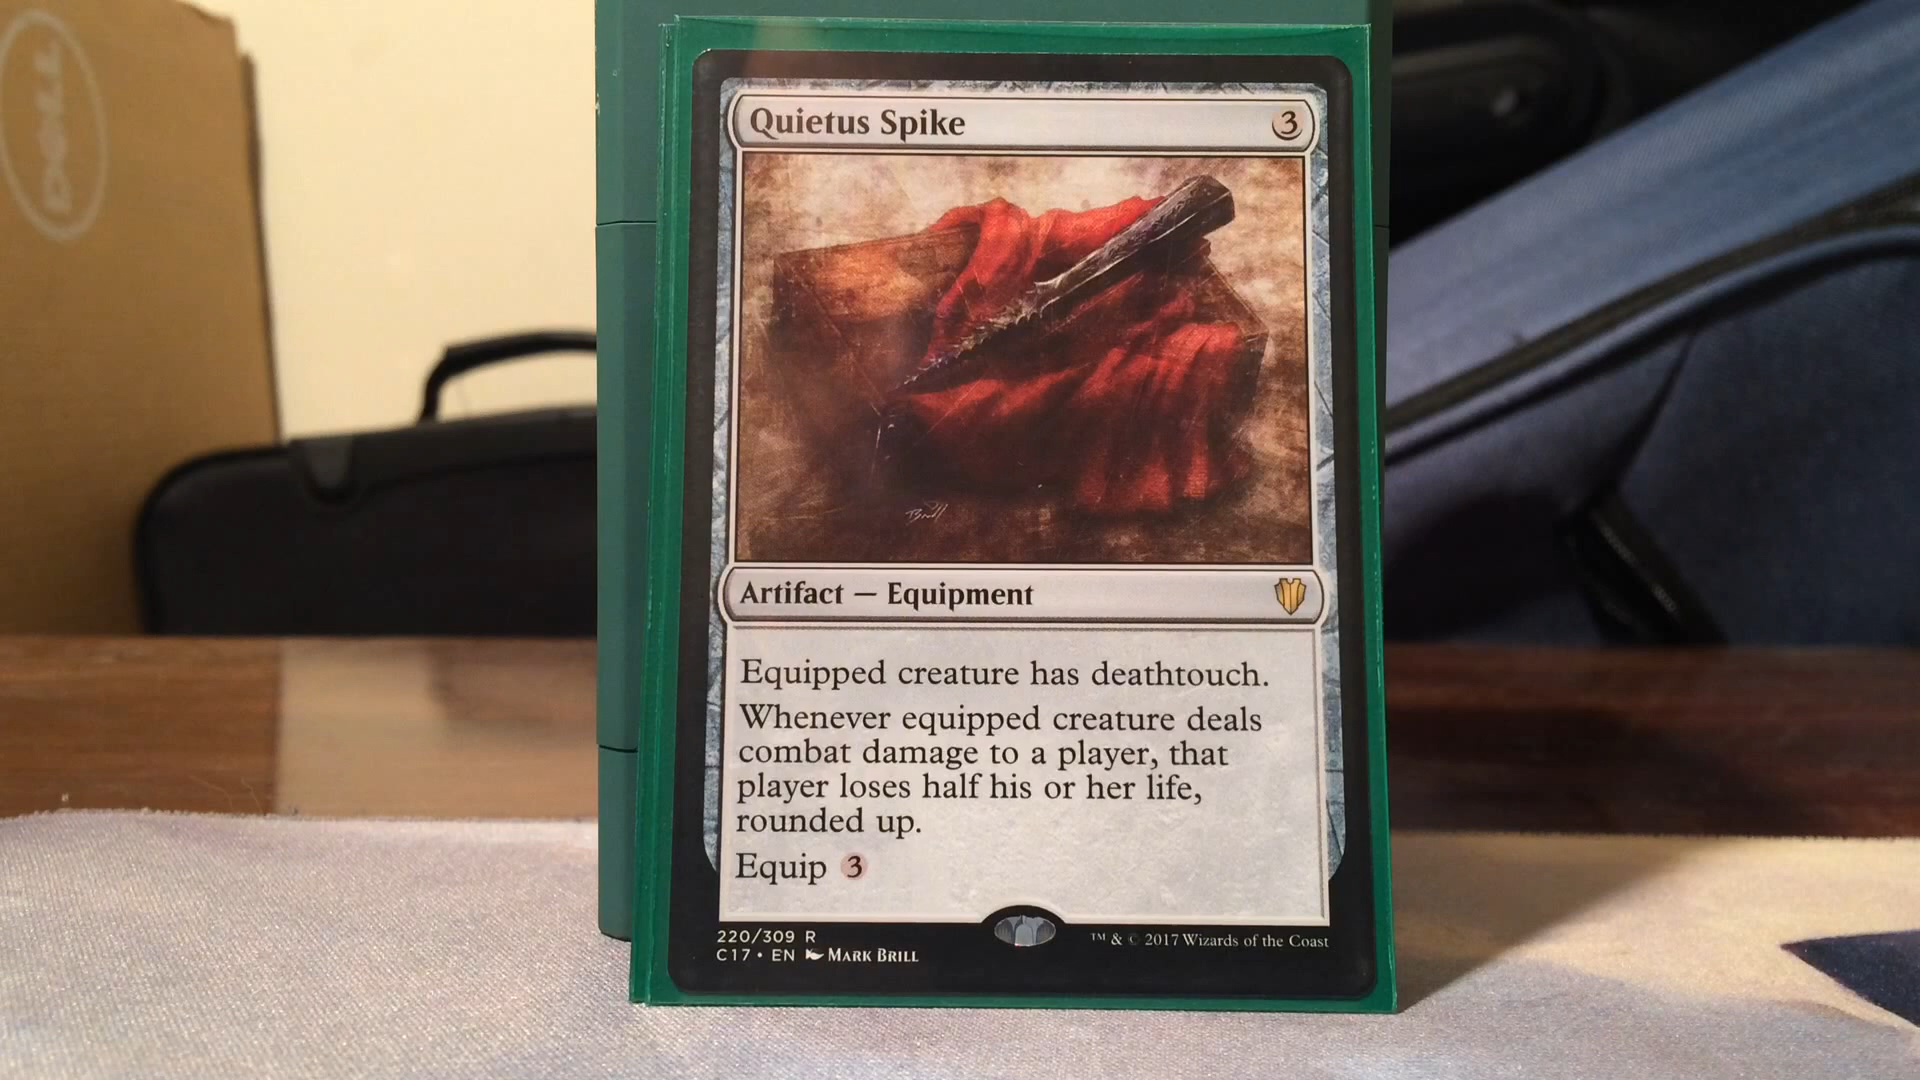 DELL
Quietus Spike 3
Brill
Artifact — Equipment
Equipped creature has deathtouch.
Whenever equipped creature deals
combat damage to a player, that
player loses half his or her life,
rounded up.
Equip 3
220/309 R
C17 • EN MARK BRILL
™ & © 2017 Wizards of the Coast